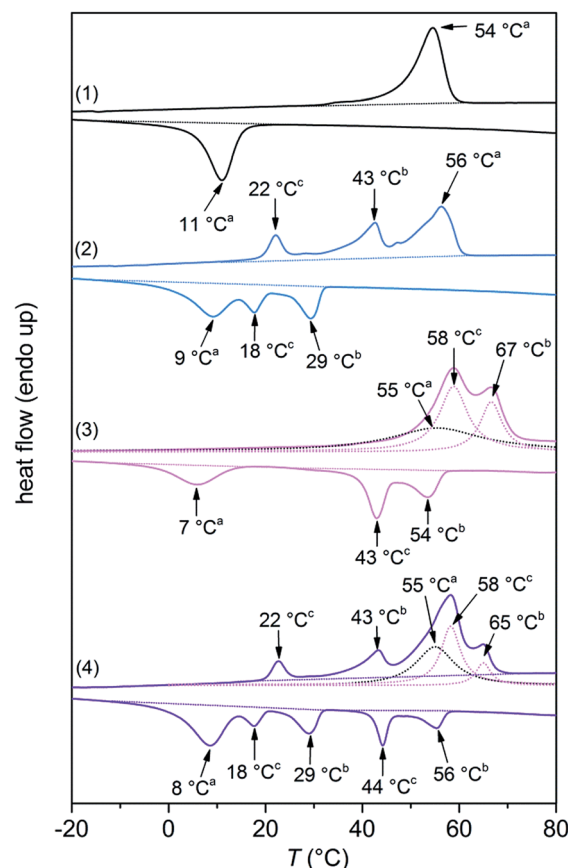 54 °Cᵃ
(1)
11 °Cᵃ
56 °Cᵃ
43 °Cᵇ
22 °Cᶜ
(2)
9 °Cᵃ
18 °Cᶜ
29 °Cᵇ
58 °Cᶜ
67 °Cᵇ
55 °Cᵃ
(3)
7 °Cᵃ
43 °Cᶜ
54 °Cᵇ
55 °Cᵃ
58 °Cᶜ
43 °Cᵇ
65 °Cᵇ
22 °Cᶜ
(4)
8 °Cᵃ
18 °Cᶜ
29 °Cᵇ
44 °Cᶜ
56 °Cᵇ
heat flow (endo up)
-20 0 20 40 60 80
T (°C)